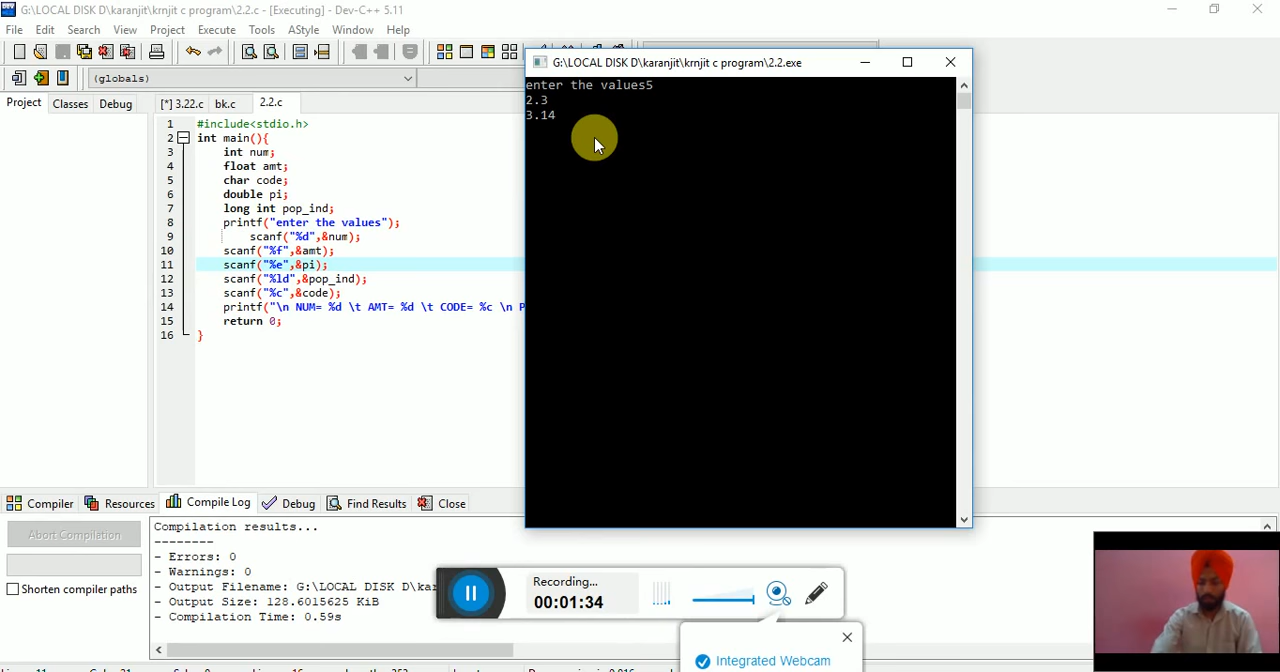 G:\LOCAL DISK D\karanjit\krnjit c program\2.2.c - [Executing] - Dev-C++ 5.11
File Edit Search View Project Execute Tools AStyle Window Help
(globals)
Project Classes Debug
[*] 3.22.c bk.c 2.2.c
1 #include<stdio.h>
2 int main(){
3 int num;
4 float amt;
5 char code;
6 double pi;
7 long int pop_ind;
8 printf("enter the values");
9 scanf("%d",&num);
10 scanf("%f",&amt);
11 scanf("%e",&pi);
12 scanf("%ld",&pop_ind);
13 scanf("%c",&code);
14 printf("\n NUM= %d \t AMT= %d \t CODE= %c \n P
15 return 0;
16 }
G:\LOCAL DISK D\karanjit\krnjit c program\2.2.exe
enter the values5
2.3
3.14
Compiler Resources Compile Log Debug Find Results Close
Abort Compilation
Shorten compiler paths
Compilation results...
--------
- Errors: 0
- Warnings: 0
- Output Filename: G:\LOCAL DISK D\kar
- Output Size: 128.6015625 KiB
- Compilation Time: 0.59s
Recording...
00:01:34
Integrated Webcam